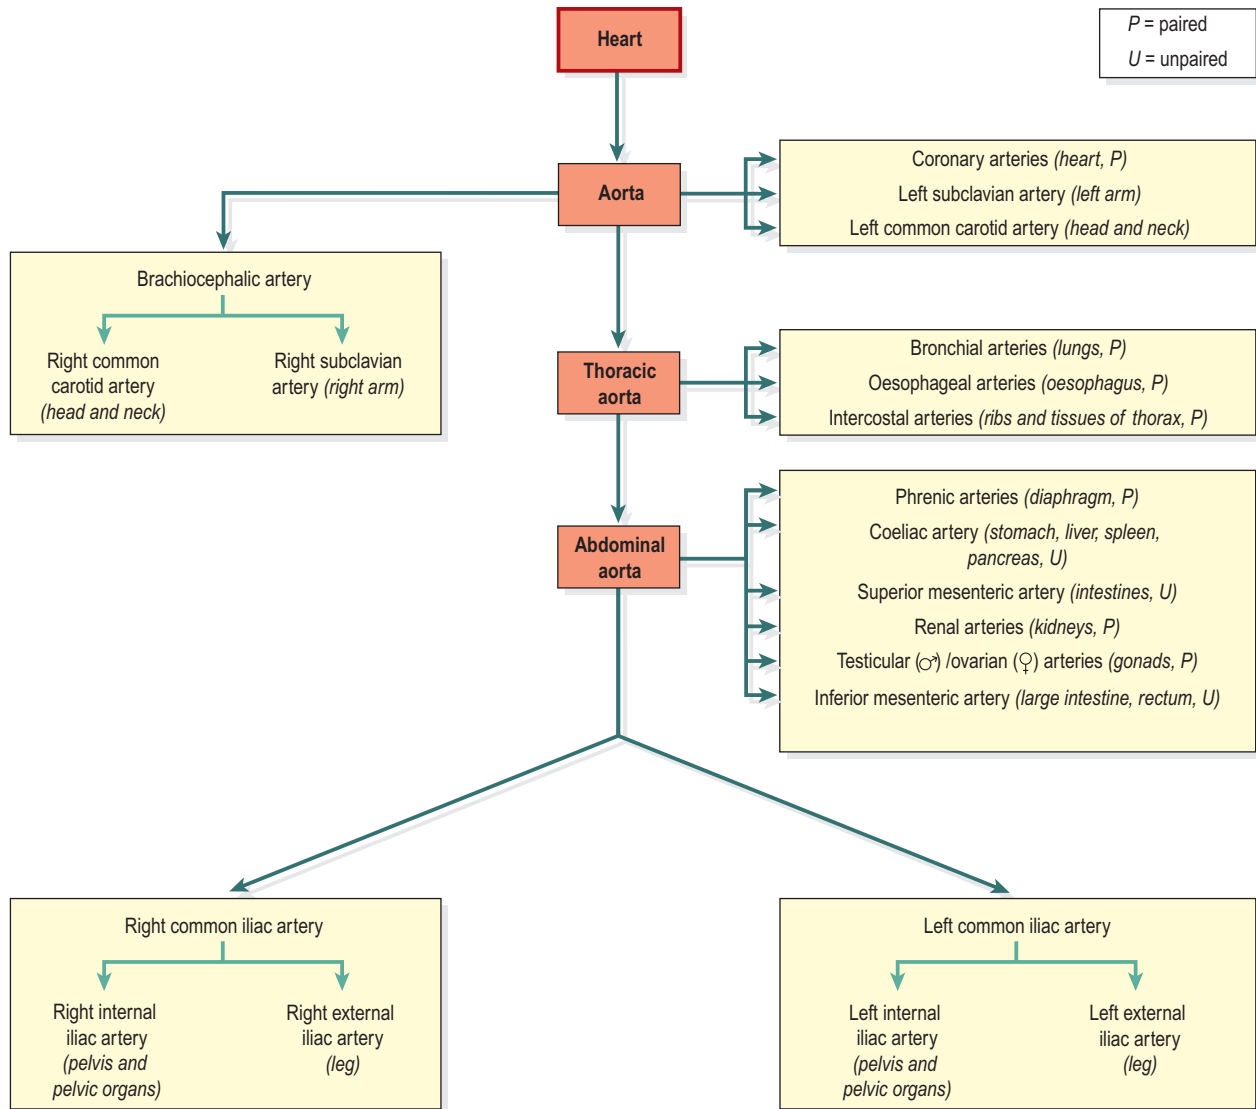 Heart
P = paired
U = unpaired
Aorta
Coronary arteries (heart, P)
Left subclavian artery (left arm)
Left common carotid artery (head and neck)
Brachiocephalic artery
Right common
carotid artery
(head and neck)
Right subclavian
artery (right arm)
Thoracic
aorta
Bronchial arteries (lungs, P)
Oesophageal arteries (oesophagus, P)
Intercostal arteries (ribs and tissues of thorax, P)
Abdominal
aorta
Phrenic arteries (diaphragm, P)
Coeliac artery (stomach, liver, spleen,
pancreas, U)
Superior mesenteric artery (intestines, U)
Renal arteries (kidneys, P)
Testicular (♂) /ovarian (♀) arteries (gonads, P)
Inferior mesenteric artery (large intestine, rectum, U)
Right common iliac artery
Right internal
iliac artery
(pelvis and
pelvic organs)
Right external
iliac artery
(leg)
Left common iliac artery
Left internal
iliac artery
(pelvis and
pelvic organs)
Left external
iliac artery
(leg)